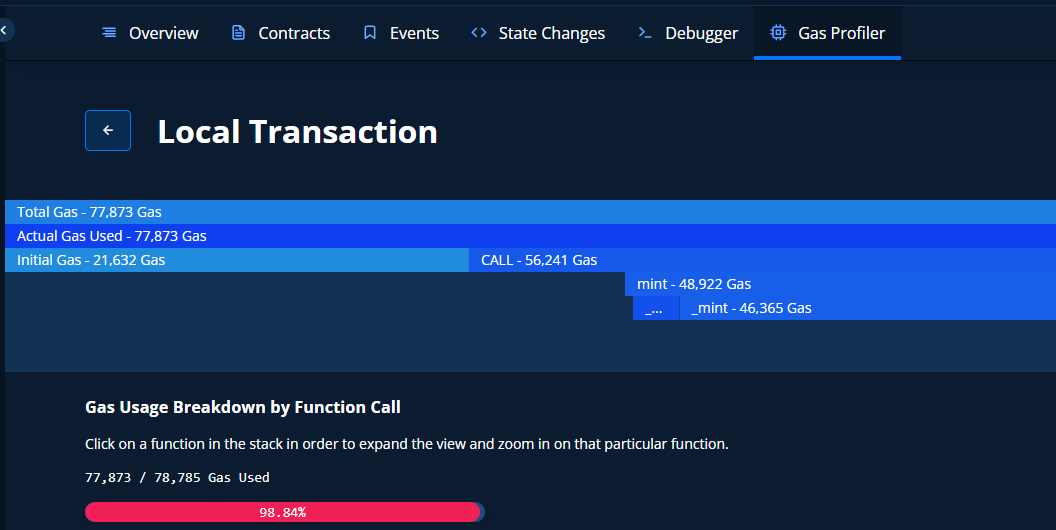 Overview Contracts Events State Changes Debugger Gas Profiler
Local Transaction
Total Gas - 77,873 Gas
Actual Gas Used - 77,873 Gas
Initial Gas - 21,632 Gas CALL - 56,241 Gas
mint - 48,922 Gas
_... _mint - 46,365 Gas
Gas Usage Breakdown by Function Call
Click on a function in the stack in order to expand the view and zoom in on that particular function.
77,873 / 78,785 Gas Used
98.84%